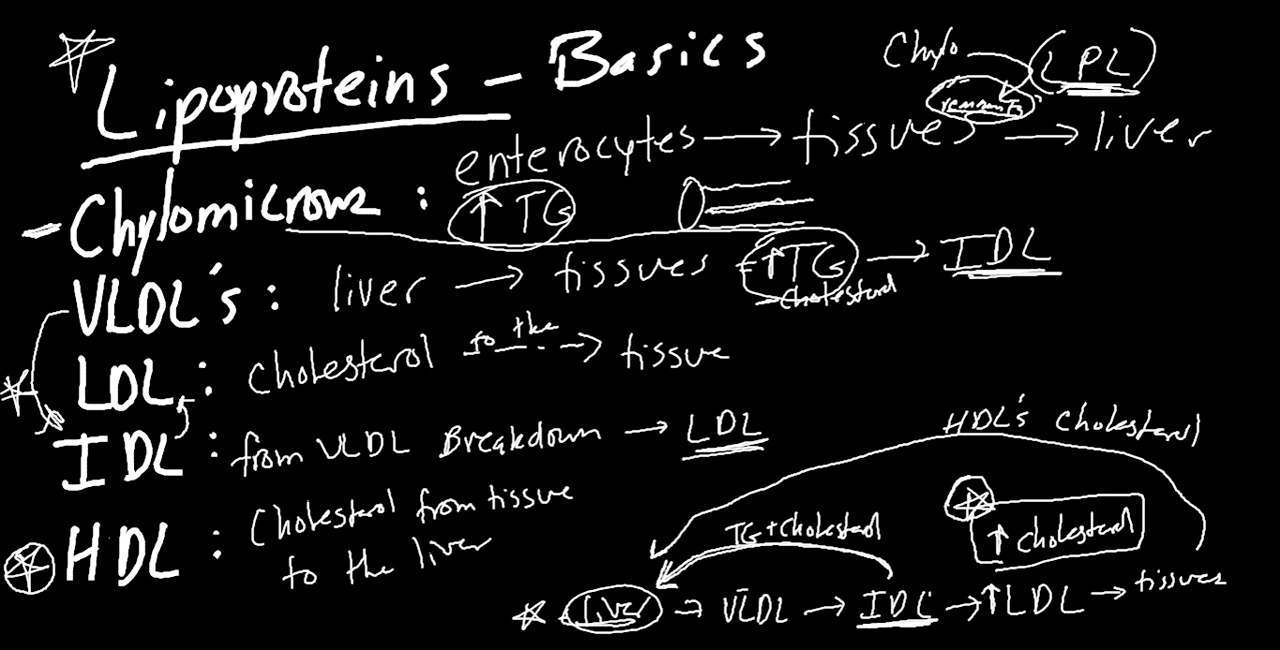 Lipoproteins - Basics
Chylo (LPL)
remnants
enterocytes → tissues → liver
- Chylomicrons : ↑ TG
VLDL's : liver → tissues ↑TG → IDL
cholesterol
LDL : cholesterol to the → tissue
IDL : from VLDL Breakdown → LDL
HDL : Cholesterol from tissue
to the liver
HDL's cholesterol
TG + cholesterol
↑ cholesterol
liver → VLDL → IDL → ↑LDL → tissues